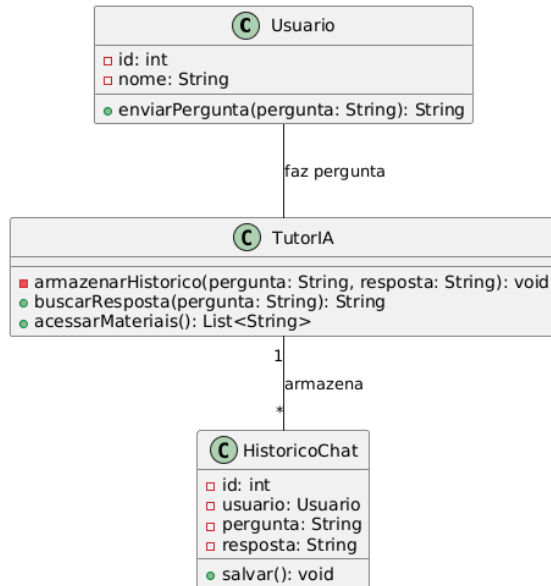 C Usuario
id: int
nome: String
enviarPergunta(pergunta: String): String
faz pergunta
C TutorIA
armazenarHistorico(pergunta: String, resposta: String): void
buscarResposta(pergunta: String): String
acessarMateriais(): List<String>
1
armazena
*
C HistoricoChat
id: int
usuario: Usuario
pergunta: String
resposta: String
salvar(): void